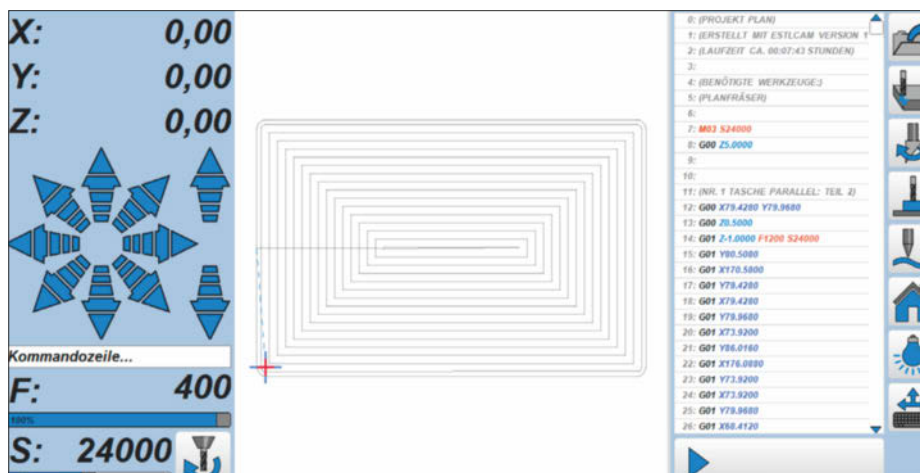 X: 0,00
Y: 0,00
Z: 0,00
Kommandozeile...
F: 400
100%
S: 24000
0: (PROJEKT PLAN)
1: (ERSTELLT MIT ESTLCAM VERSION 1
2: (LAUFZEIT CA. 00:07:43 STUNDEN)
3:
4: (BENÖTIGTE WERKZEUGE:)
5: (PLANFRÄSER)
6:
7: M03 S24000
8: G00 Z5.0000
9:
10:
11: (NR. 1 TASCHE PARALLEL: TEIL 2)
12: G00 X79.4280 Y79.9680
13: G00 Z0.5000
14: G01 Z-1.0000 F1200 S24000
15: G01 Y80.5080
16: G01 X170.5800
17: G01 Y79.4280
18: G01 X79.4280
19: G01 Y79.9680
20: G01 X73.9200
21: G01 Y86.0160
22: G01 X176.0880
23: G01 Y73.9200
24: G01 X73.9200
25: G01 Y79.9680
26: G01 X68.4120